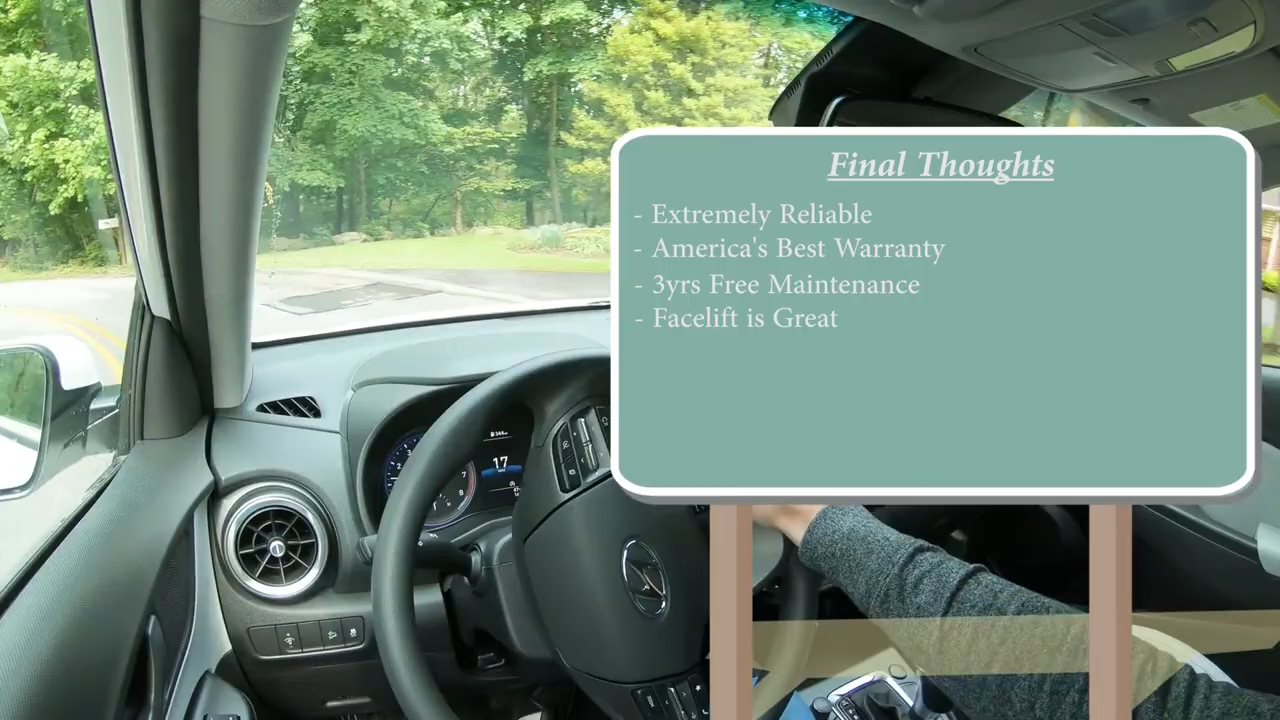 Final Thoughts
- Extremely Reliable
- America's Best Warranty
- 3yrs Free Maintenance
- Facelift is Great
17